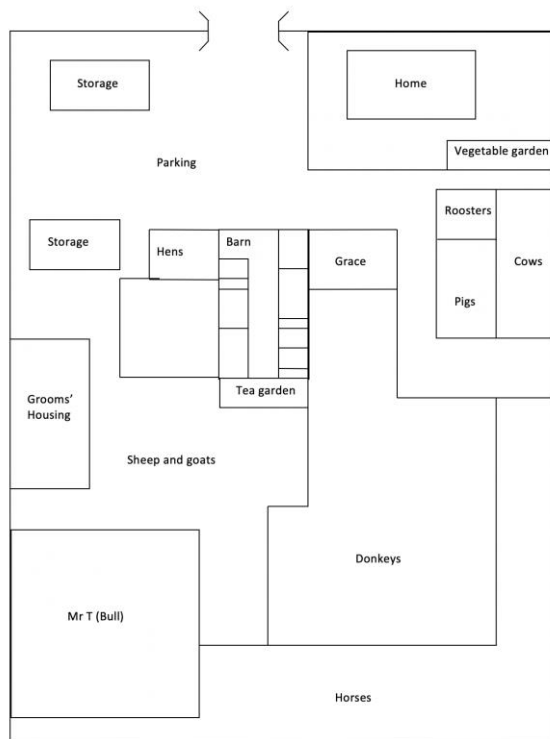 Storage
Home
Vegetable garden
Parking
Roosters
Storage
Hens
Barn
Grace
Cows
Pigs
Tea garden
Grooms'
Housing
Sheep and goats
Donkeys
Mr T (Bull)
Horses